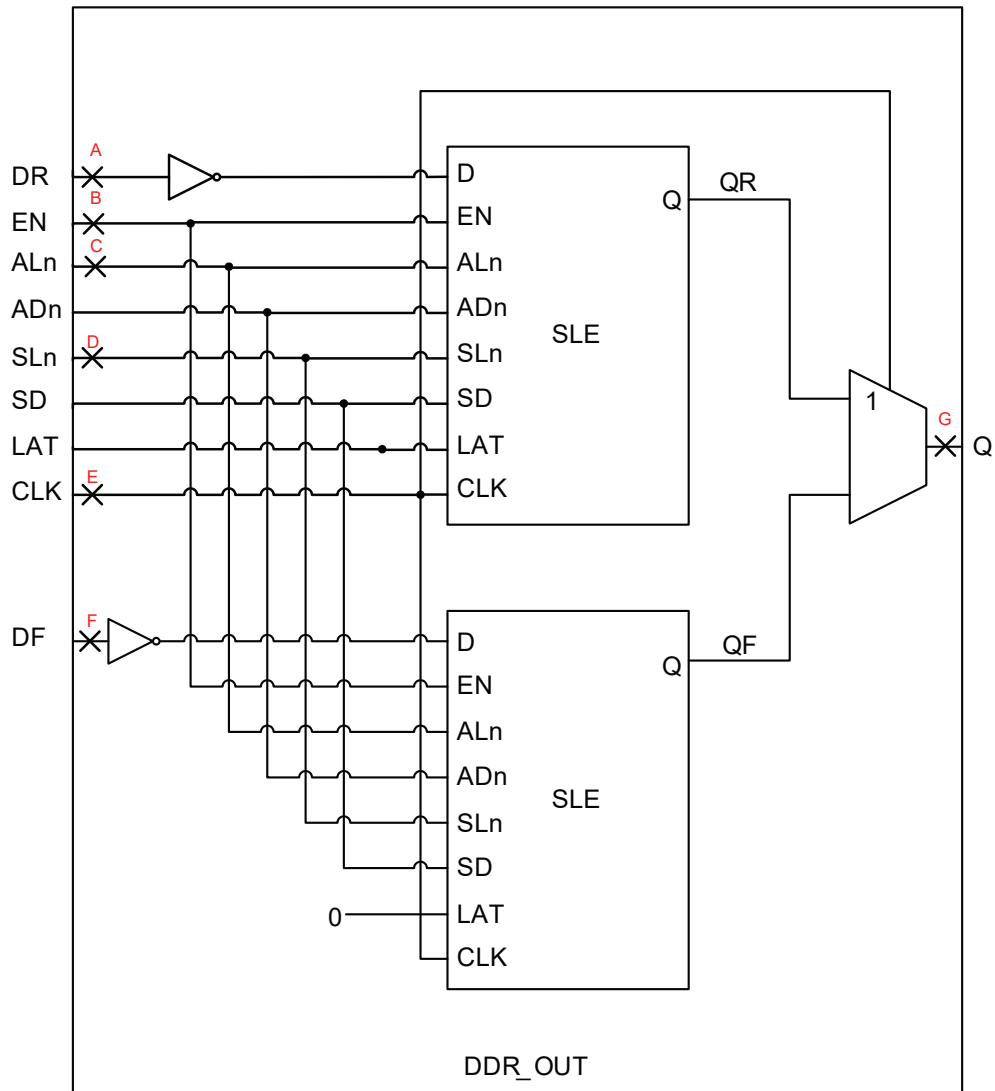 A
DR
B
EN
C
ALn
ADn
D
SLn
SD
LAT
E
CLK
D
EN
ALn
ADn
SLn
SD
LAT
CLK
Q
SLE
QR
1
G
Q
F
DF
D
EN
ALn
ADn
SLn
SD
0
LAT
CLK
Q
SLE
QF
DDR_OUT